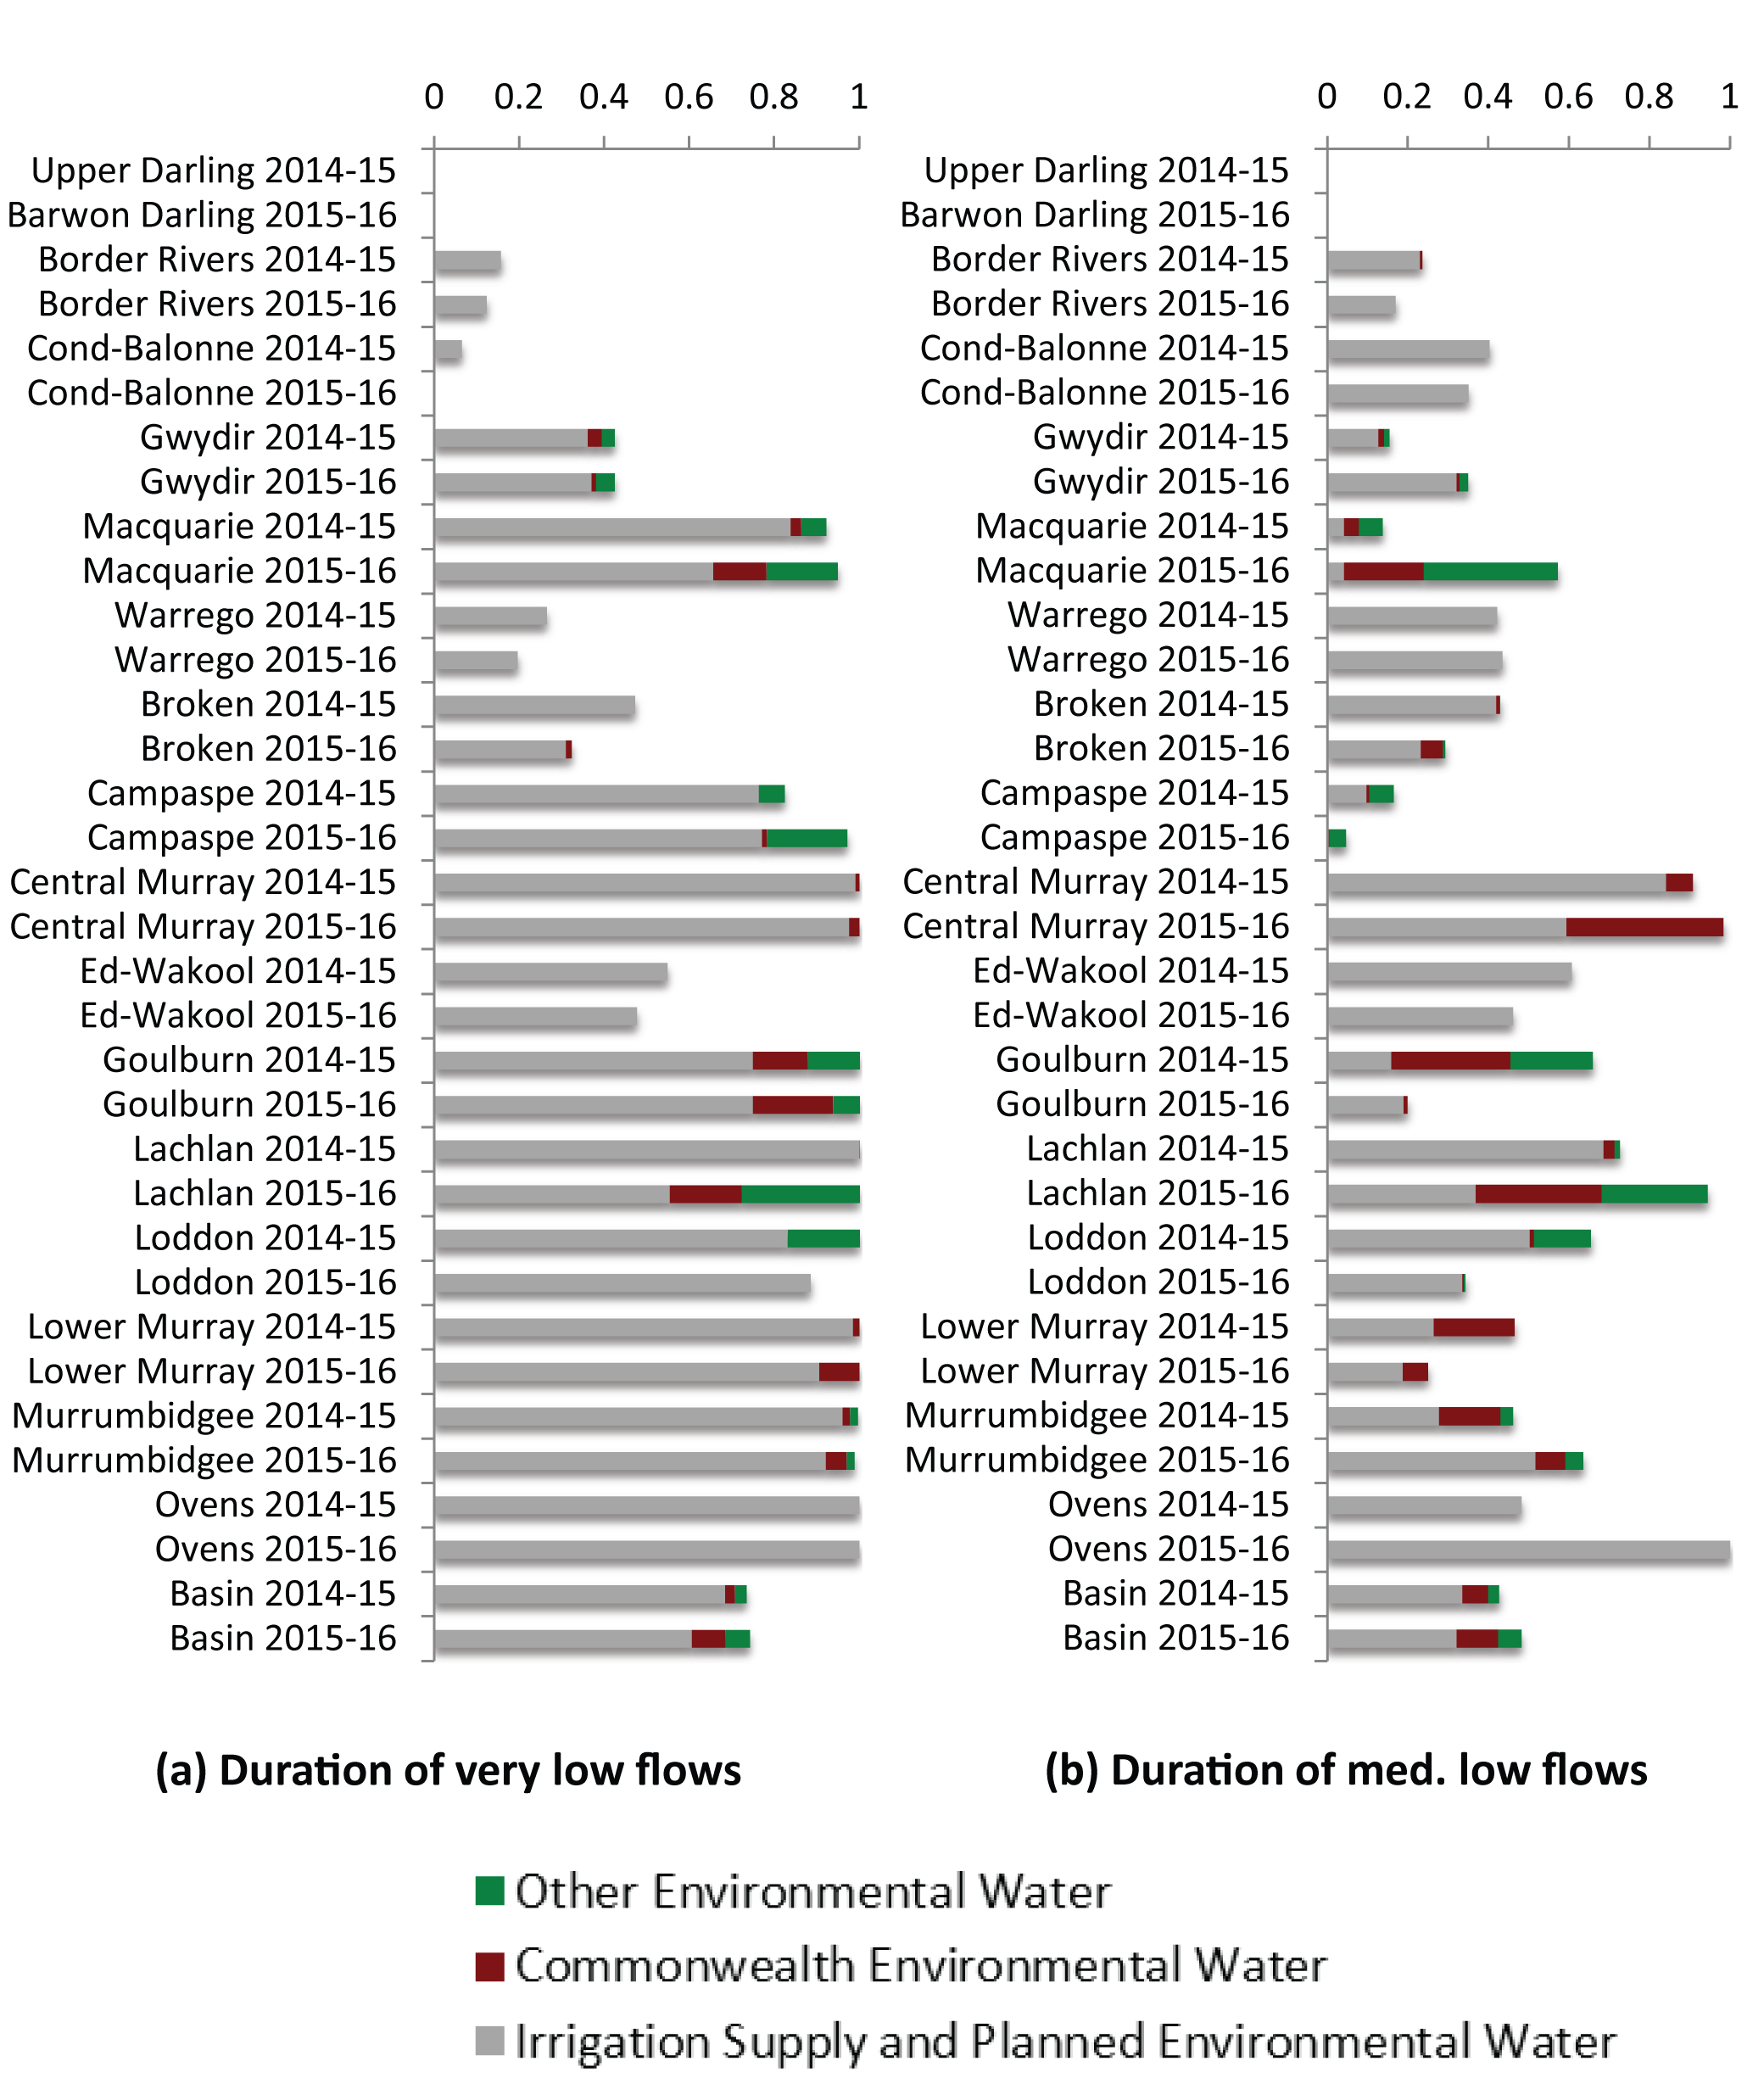 0 0.2 0.4 0.6 0.8 1
Upper Darling 2014-15
Barwon Darling 2015-16
Border Rivers 2014-15
Border Rivers 2015-16
Cond-Balonne 2014-15
Cond-Balonne 2015-16
Gwydir 2014-15
Gwydir 2015-16
Macquarie 2014-15
Macquarie 2015-16
Warrego 2014-15
Warrego 2015-16
Broken 2014-15
Broken 2015-16
Campaspe 2014-15
Campaspe 2015-16
Central Murray 2014-15
Central Murray 2015-16
Ed-Wakool 2014-15
Ed-Wakool 2015-16
Goulburn 2014-15
Goulburn 2015-16
Lachlan 2014-15
Lachlan 2015-16
Loddon 2014-15
Loddon 2015-16
Lower Murray 2014-15
Lower Murray 2015-16
Murrumbidgee 2014-15
Murrumbidgee 2015-16
Ovens 2014-15
Ovens 2015-16
Basin 2014-15
Basin 2015-16
(a) Duration of very low flows
0 0.2 0.4 0.6 0.8 1
Upper Darling 2014-15
Barwon Darling 2015-16
Border Rivers 2014-15
Border Rivers 2015-16
Cond-Balonne 2014-15
Cond-Balonne 2015-16
Gwydir 2014-15
Gwydir 2015-16
Macquarie 2014-15
Macquarie 2015-16
Warrego 2014-15
Warrego 2015-16
Broken 2014-15
Broken 2015-16
Campaspe 2014-15
Campaspe 2015-16
Central Murray 2014-15
Central Murray 2015-16
Ed-Wakool 2014-15
Ed-Wakool 2015-16
Goulburn 2014-15
Goulburn 2015-16
Lachlan 2014-15
Lachlan 2015-16
Loddon 2014-15
Loddon 2015-16
Lower Murray 2014-15
Lower Murray 2015-16
Murrumbidgee 2014-15
Murrumbidgee 2015-16
Ovens 2014-15
Ovens 2015-16
Basin 2014-15
Basin 2015-16
(b) Duration of med. low flows
Other Environmental Water
Commonwealth Environmental Water
Irrigation Supply and Planned Environmental Water